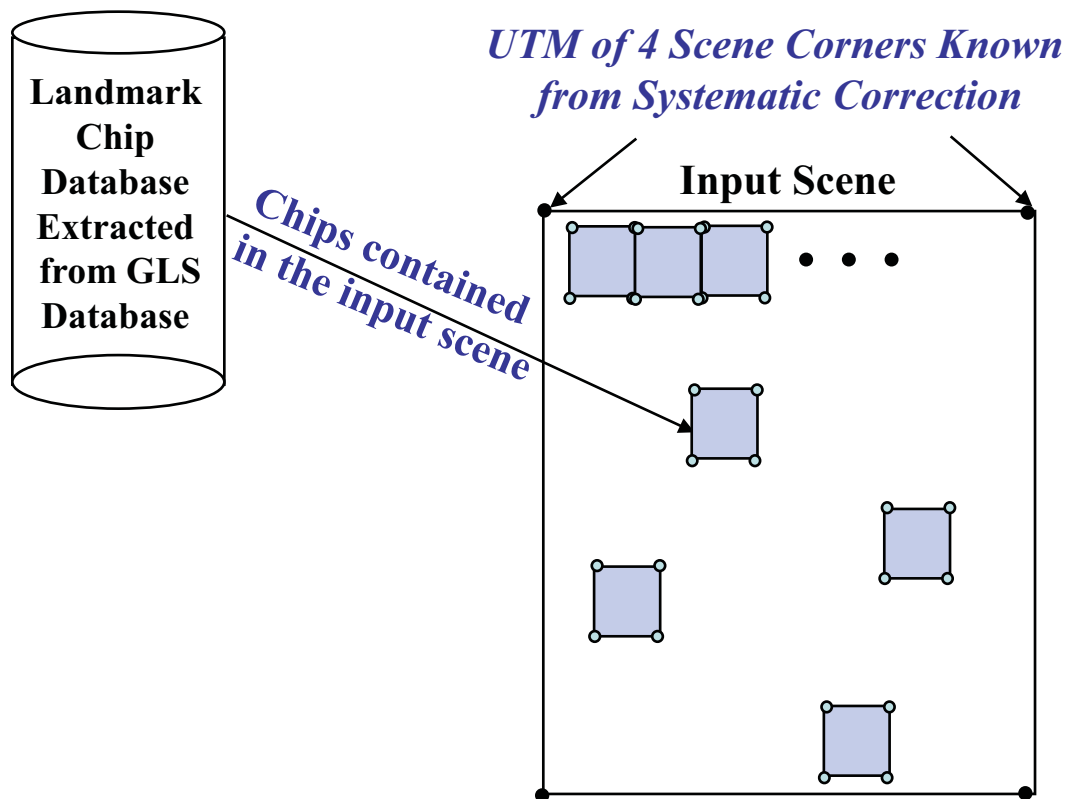 Landmark
Chip
Database
Extracted
from GLS
Database
UTM of 4 Scene Corners Known
from Systematic Correction
Input Scene
Chips contained
in the input scene